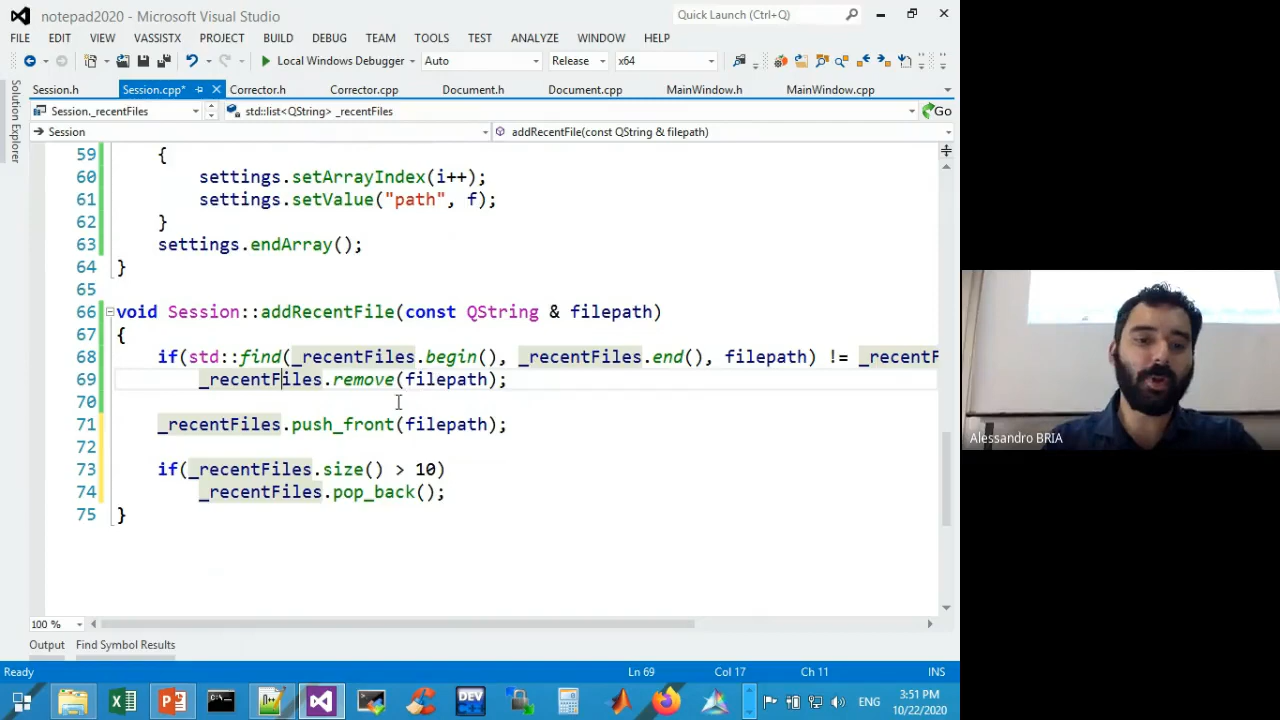 notepad2020 - Microsoft Visual Studio
Quick Launch (Ctrl+Q)
FILE EDIT VIEW VASSISTX PROJECT BUILD DEBUG TEAM TOOLS TEST ANALYZE WINDOW HELP
Local Windows Debugger Auto Release x64
Session.h Session.cpp* Corrector.h Corrector.cpp Document.h Document.cpp MainWindow.h MainWindow.cpp
Session._recentFiles std::list<QString> _recentFiles Go
Session addRecentFile(const QString & filepath)
Solution Explorer
59 {
60 settings.setArrayIndex(i++);
61 settings.setValue("path", f);
62 }
63 settings.endArray();
64 }
65
66 void Session::addRecentFile(const QString & filepath)
67 {
68 if(std::find(_recentFiles.begin(), _recentFiles.end(), filepath) != _recentF
69 _recentFiles.remove(filepath);
70
71 _recentFiles.push_front(filepath);
72
73 if(_recentFiles.size() > 10)
74 _recentFiles.pop_back();
75 }
100 %
Output Find Symbol Results
Ready Ln 69 Col 17 Ch 11 INS
DEV
ENG
3:51 PM
10/22/2020
Alessandro BRIA